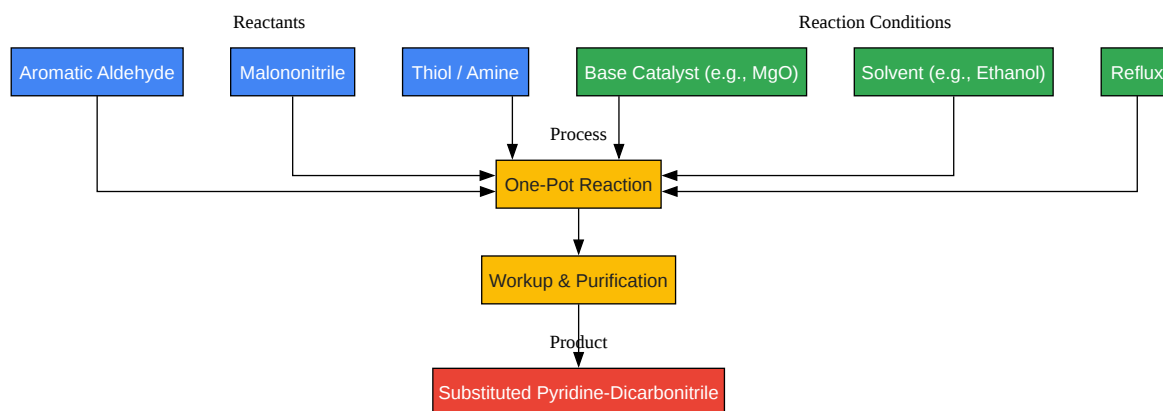 Reactants
Reaction Conditions
Aromatic Aldehyde
Malononitrile
Thiol / Amine
Base Catalyst (e.g., MgO)
Solvent (e.g., Ethanol)
Reflux
Process
One-Pot Reaction
Workup & Purification
Product
Substituted Pyridine-Dicarbonitrile